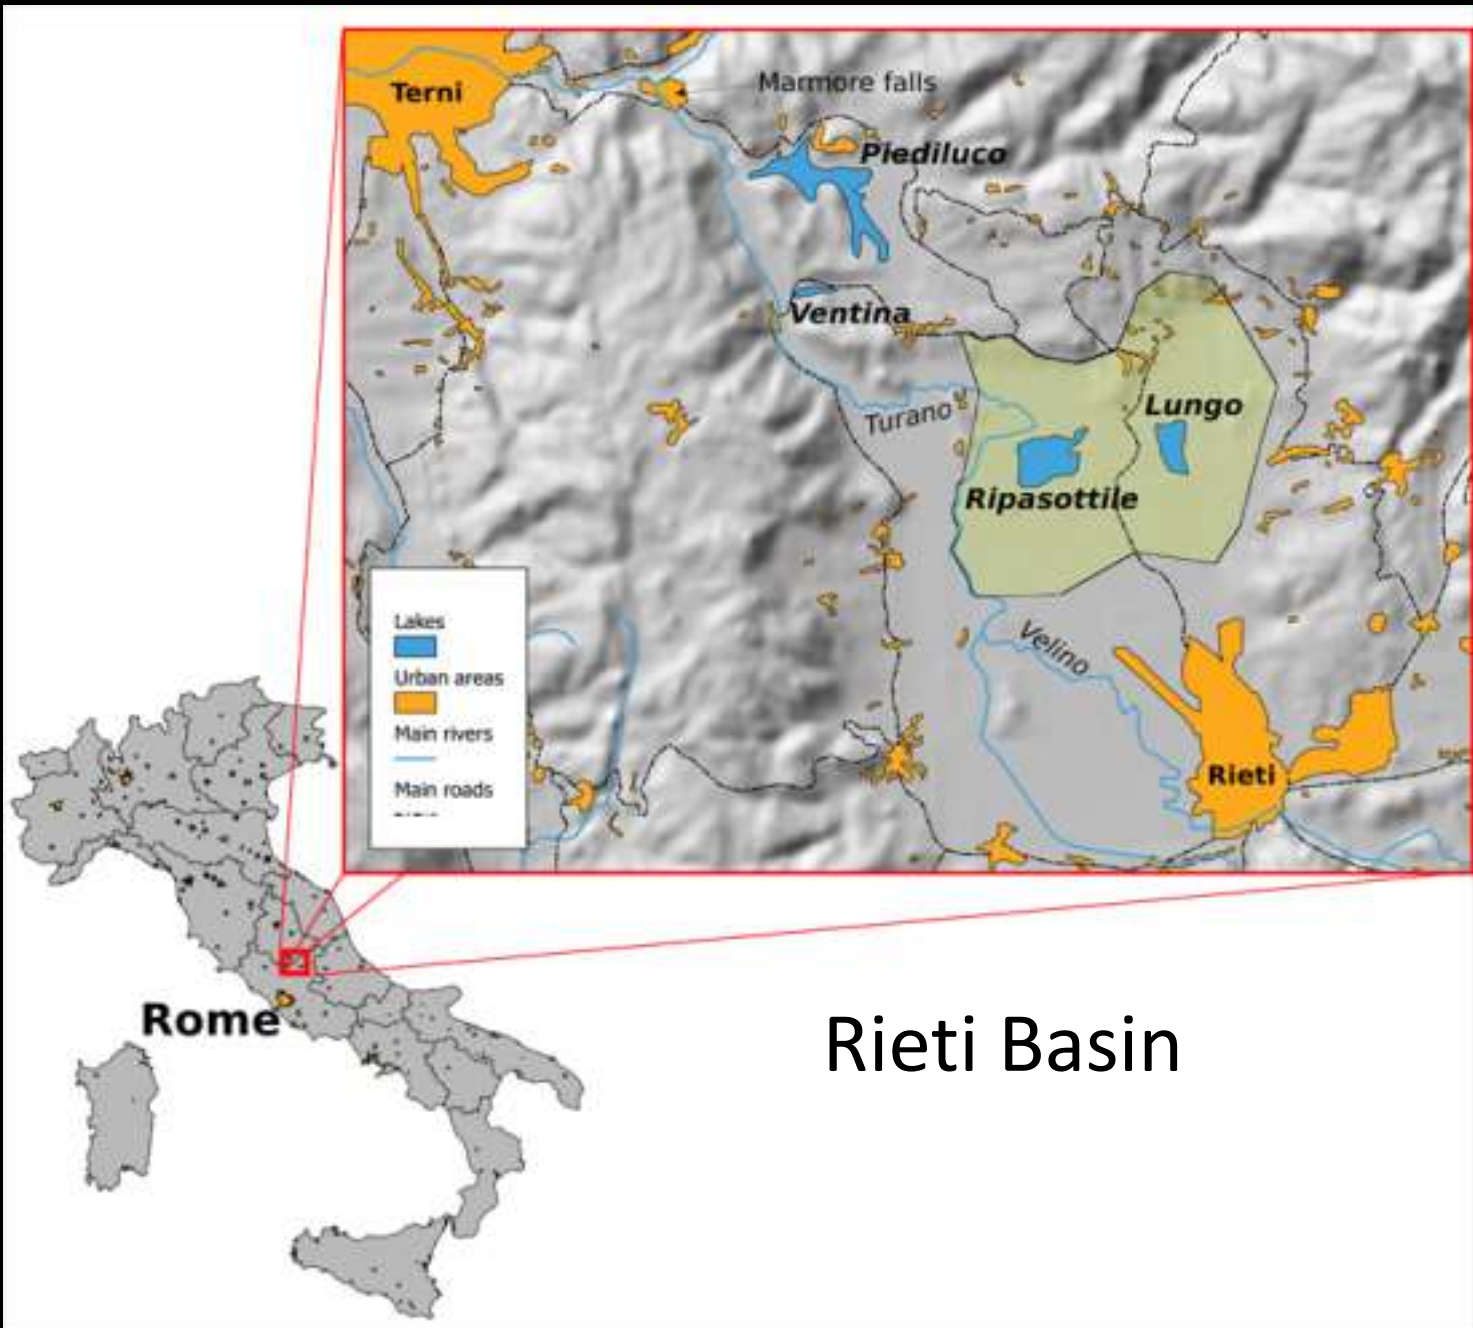 Terni
Marmore falls
Piediluco
Ventina
Turano
Lungo
Ripasottile
Velino
Rieti
Lakes
Urban areas
Main rivers
Main roads
Rome
Rieti Basin